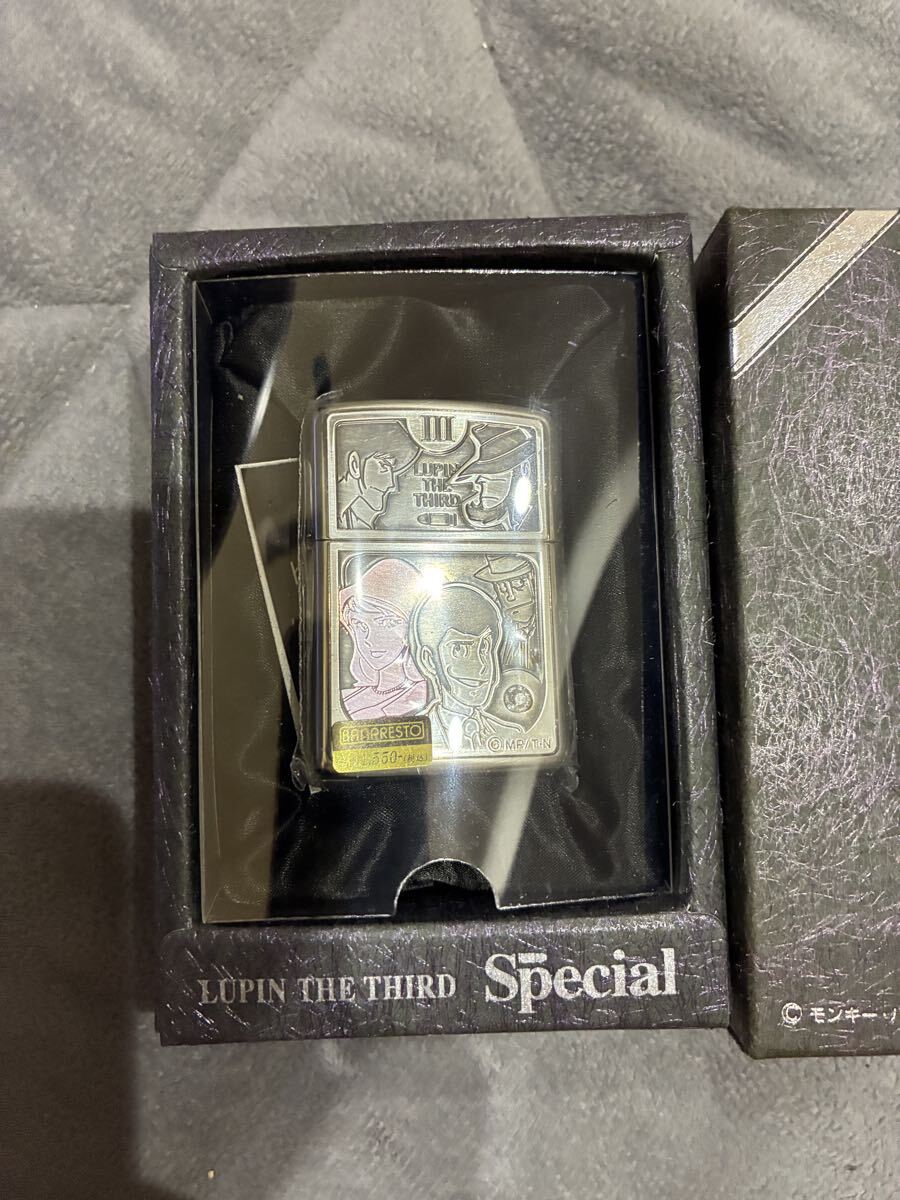 III
LUPIN
THE
THIRD
BANPRESTO
©MP/T·N
LUPIN THE THIRD Special
© モンキー